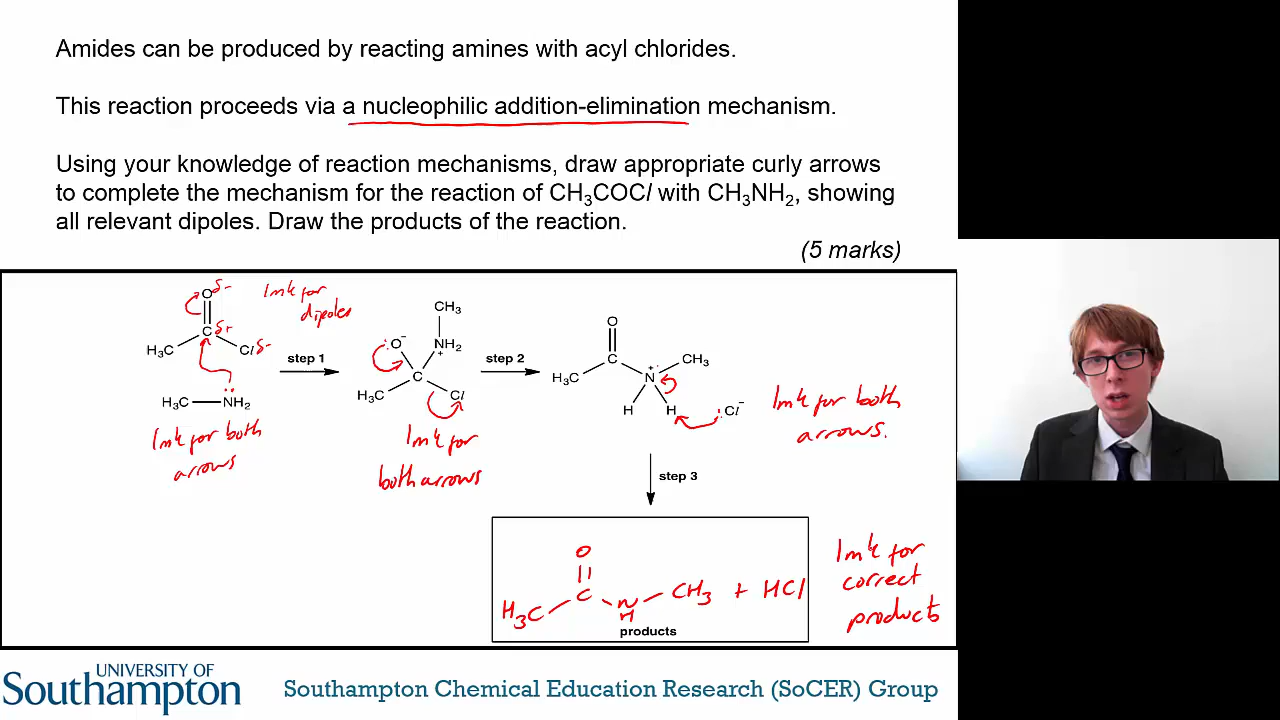 Amides can be produced by reacting amines with acyl chlorides.
This reaction proceeds via a nucleophilic addition-elimination mechanism.
Using your knowledge of reaction mechanisms, draw appropriate curly arrows
to complete the mechanism for the reaction of CH₃COCl with CH₃NH₂, showing
all relevant dipoles. Draw the products of the reaction.
(5 marks)
O δ-
C δ+
H₃C
Cl δ-
H₃C NH₂
1mk for
dipoles
1mk for both
arrows
step 1
CH₃
:O⁻
NH₂
+
C
H₃C
Cl
1mk for
both arrows
step 2
O
C
CH₃
H₃C
N
+
H H
:Cl⁻
1mk for both
arrows.
step 3
O
||
H₃C C N CH₃ + HCl
H
products
1mk for
correct
products
UNIVERSITY OF
Southampton
Southampton Chemical Education Research (SoCER) Group